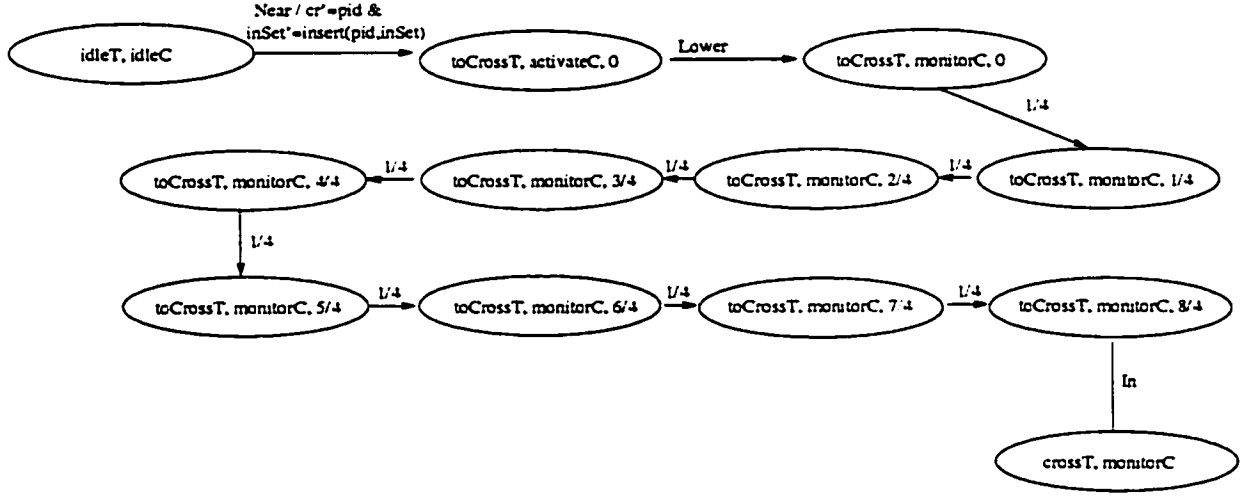 Near / cr'=pid &
inSet'=insert(pid,inSet)
idleT, idleC
toCrossT, activateC, 0
Lower
toCrossT, monitorC, 0
1/4
toCrossT, monitorC, 4/4
1/4
toCrossT, monitorC, 3/4
1/4
toCrossT, monitorC, 2/4
1/4
toCrossT, monitorC, 1/4
1/4
toCrossT, monitorC, 5/4
1/4
toCrossT, monitorC, 6/4
1/4
toCrossT, monitorC, 7/4
1/4
toCrossT, monitorC, 8/4
In
crossT, monitorC